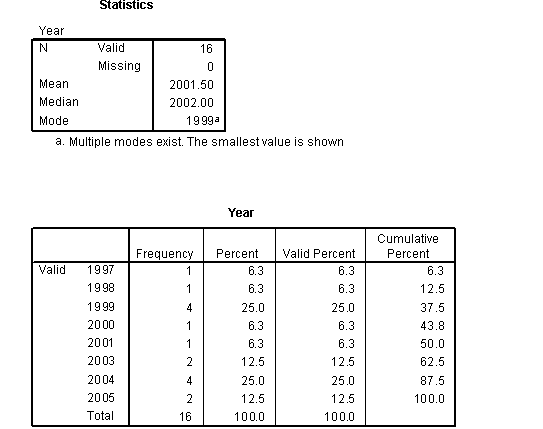 Statistics
Year
N Valid 16
Missing 0
Mean 2001.50
Median 2002.00
Mode 1999a
a. Multiple modes exist. The smallest value is shown
Year
Frequency Percent Valid Percent Cumulative Percent
Valid 1997 1 6.3 6.3 6.3
1998 1 6.3 6.3 12.5
1999 4 25.0 25.0 37.5
2000 1 6.3 6.3 43.8
2001 1 6.3 6.3 50.0
2003 2 12.5 12.5 62.5
2004 4 25.0 25.0 87.5
2005 2 12.5 12.5 100.0
Total 16 100.0 100.0